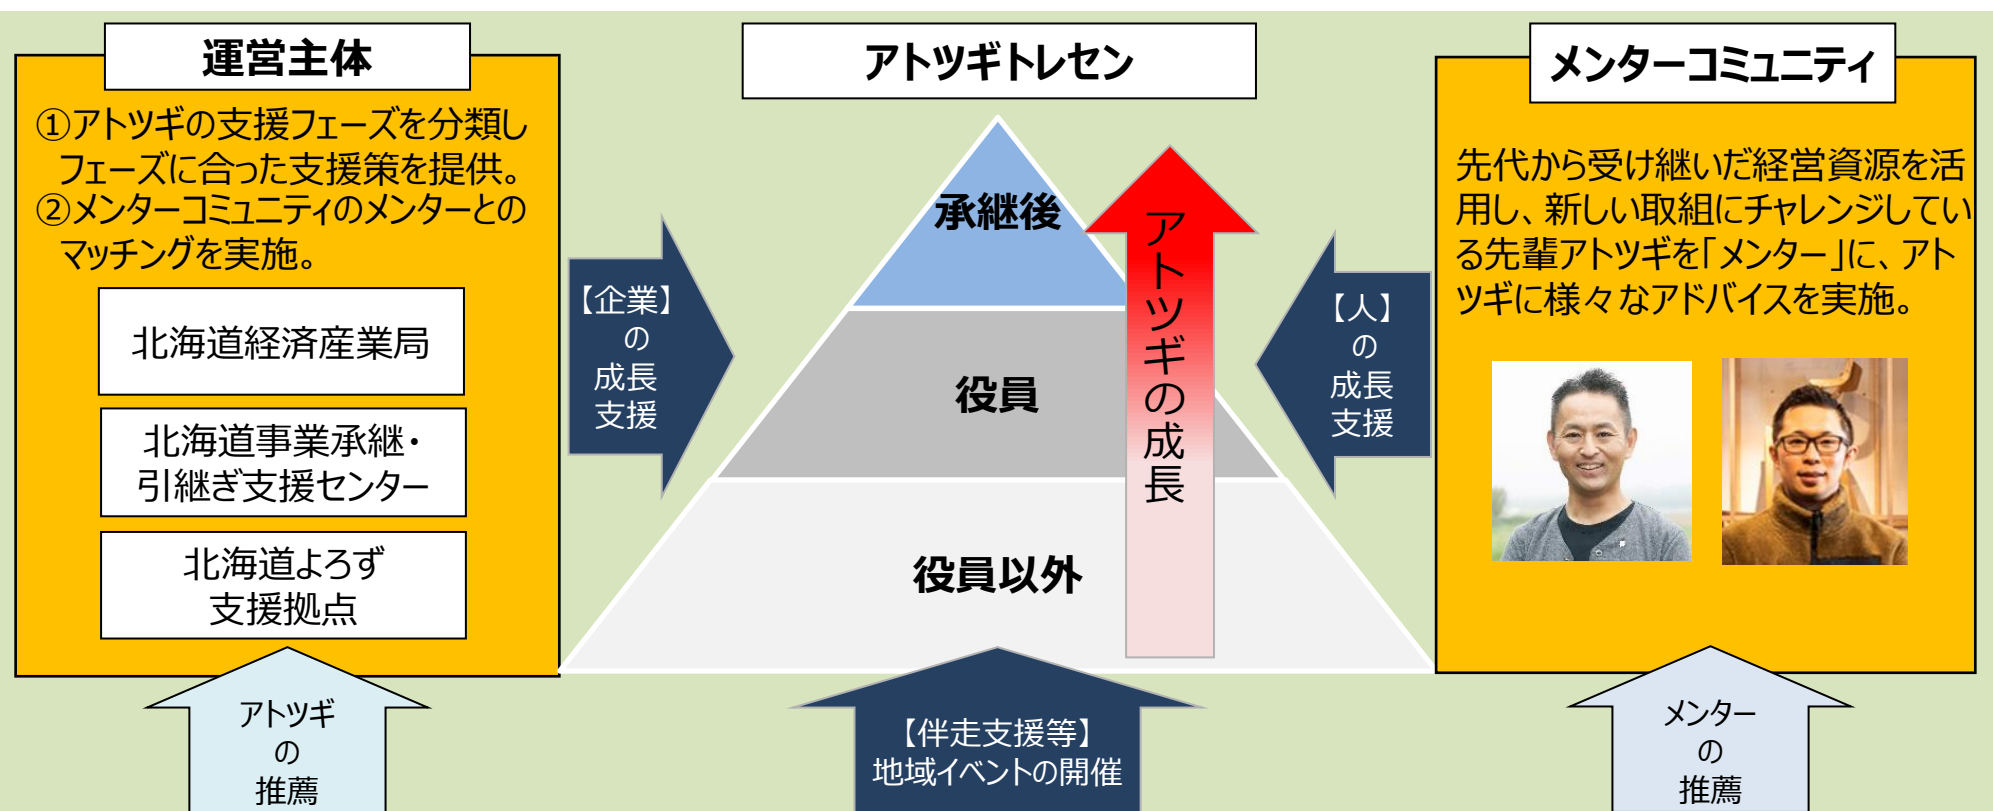 運営主体
①アトツギの支援フェーズを分類し
フェーズに合った支援策を提供。
②メンターコミュニティのメンターとの
マッチングを実施。
北海道経済産業局
北海道事業承継・
引継ぎ支援センター
北海道よろず
支援拠点
アトツギ
の
推薦
【企業】
の
成長
支援
アトツギトレセン
承継後
役員
役員以外
アトツギの成長
【伴走支援等】
地域イベントの開催
【人】
の
成長
支援
メンターコミュニティ
先代から受け継いだ経営資源を活
用し、新しい取組にチャレンジしてい
る先輩アトツギを「メンター」に、アト
ツギに様々なアドバイスを実施。
メンター
の
推薦